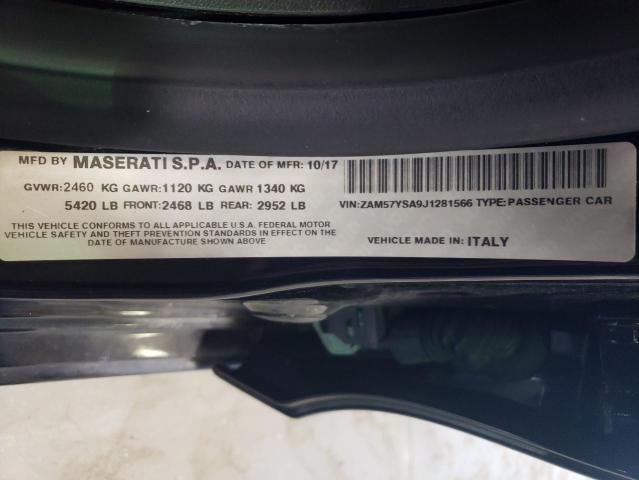 MFD BY MASERATI S.P.A. DATE OF MFR: 10/17
GVWR:2460 KG GAWR:1120 KG GAWR 1340 KG
5420 LB FRONT:2468 LB REAR: 2952 LB
THIS VEHICLE CONFORMS TO ALL APPLICABLE U.S.A. FEDERAL MOTOR
VEHICLE SAFETY AND THEFT PREVENTION STANDARDS IN EFFECT ON THE
DATE OF MANUFACTURE SHOWN ABOVE
VIN:ZAM57YSA9J1281566 TYPE:PASSENGER CAR
VEHICLE MADE IN: ITALY